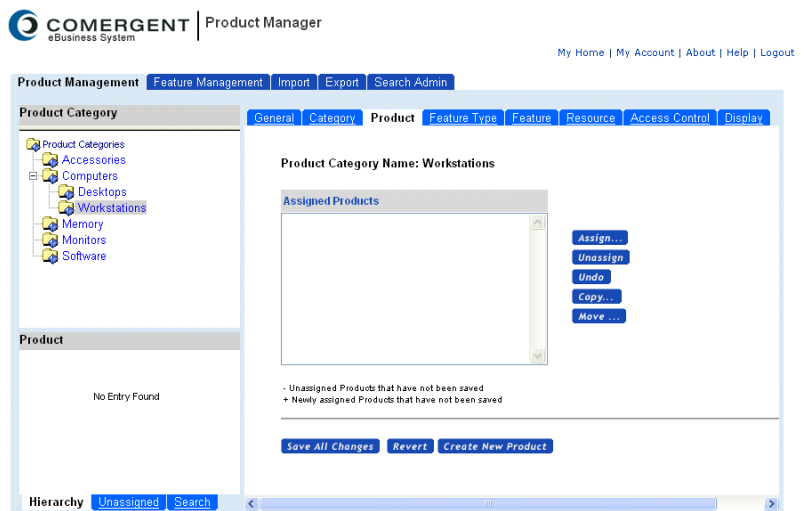 COMERGENT
eBusiness System
Product Manager
My Home | My Account | About | Help | Logout
Product Management Feature Management Import Export Search Admin
Product Category
Product Categories
Accessories
Computers
Desktops
Workstations
Memory
Monitors
Software
Product
No Entry Found
Hierarchy Unassigned Search
General Category Product Feature Type Feature Resource Access Control Display
Product Category Name: Workstations
Assigned Products
Assign...
Unassign
Undo
Copy...
Move ...
- Unassigned Products that have not been saved
+ Newly assigned Products that have not been saved
Save All Changes Revert Create New Product